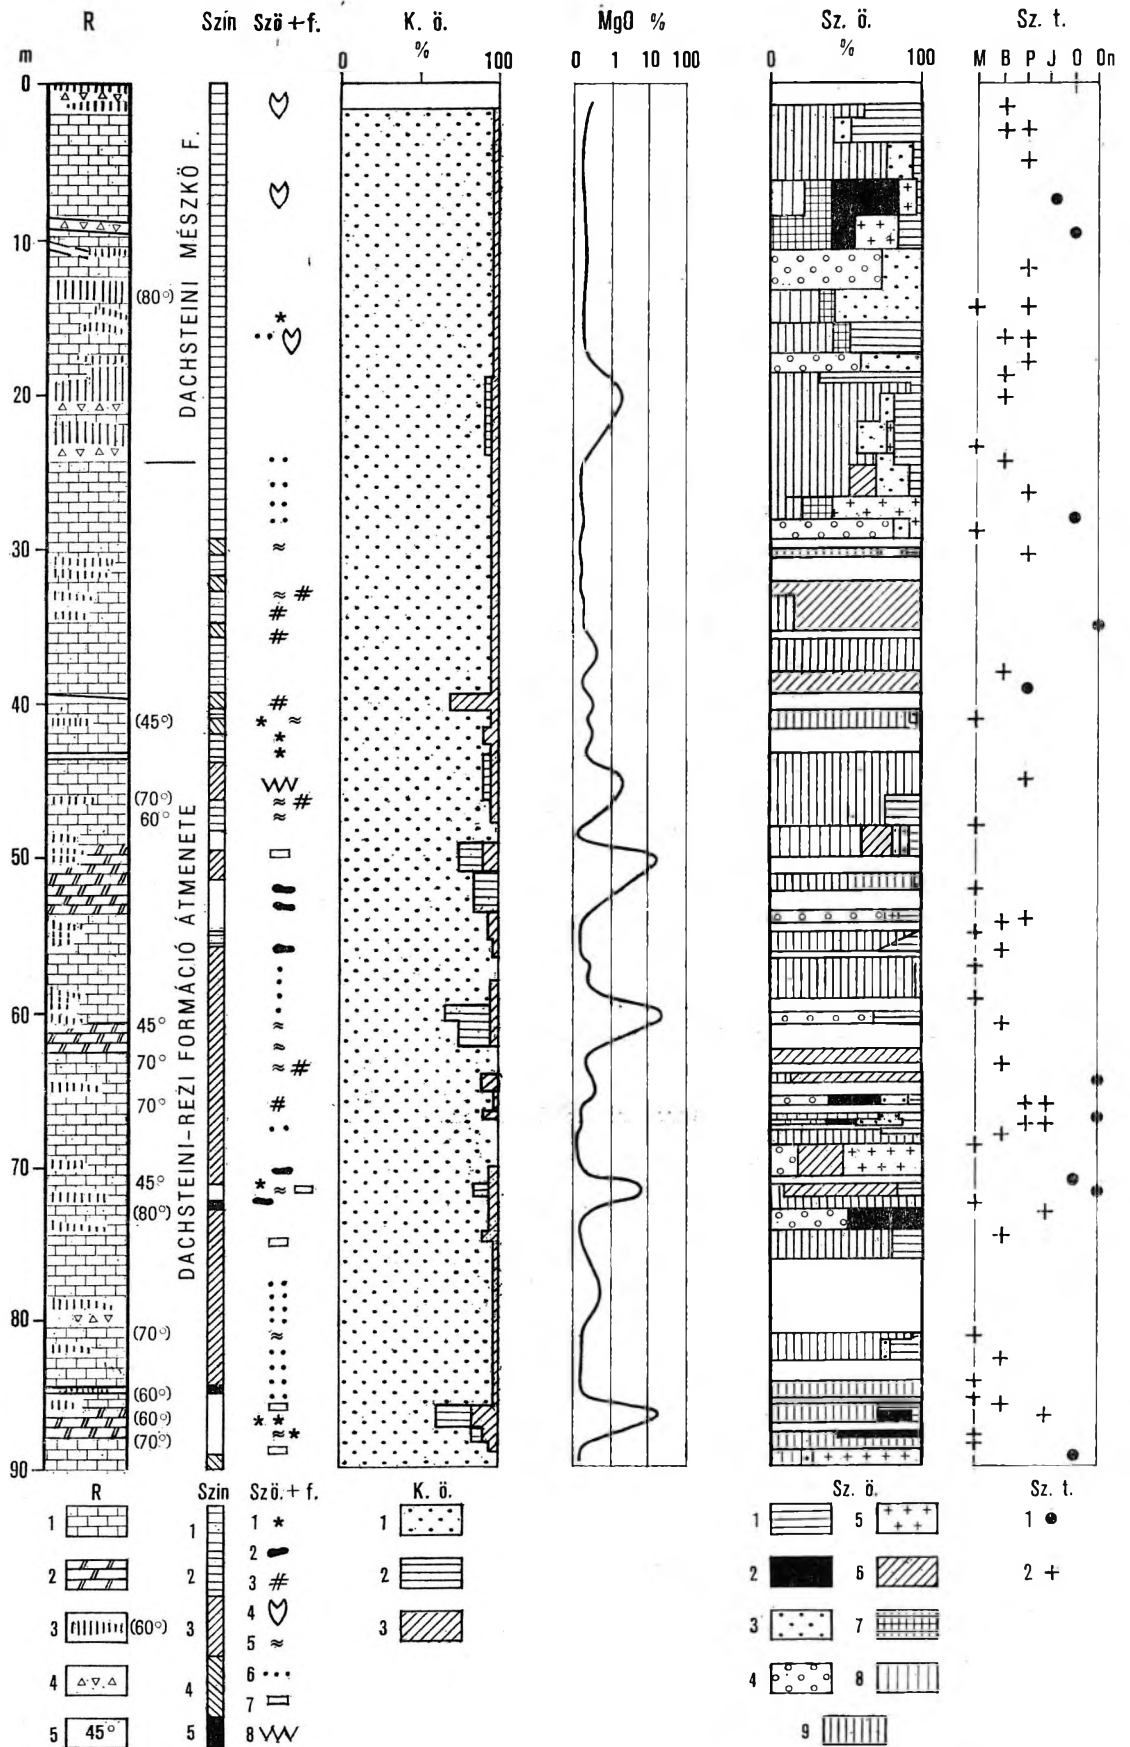 R Szín Szö + f. K. ö. MgO % Sz. ö. Sz. t.
m % % M B P J O On
0 100 0 1 10 100 0 100
0
10
20
30
40
50
60
70
80
90
DACHSTEINI MÉSZKŐ F.
DACHSTEINI-REZI FORMÁCIÓ ÁTMENETE
(80°)
(45°)
(70°)
60°
45°
70°
70°
45°
(80°)
(70°)
(60°)
(60°)
(70°)
R Szín Szö. + f. K. ö. Sz. ö. Sz. t.
1 1 1 1 1 5 1
2 2 2 2 2 6 2
3 (60°) 3 3 3 3 7
4 4 4 4 8
5 45° 5 5 9
6
7
8